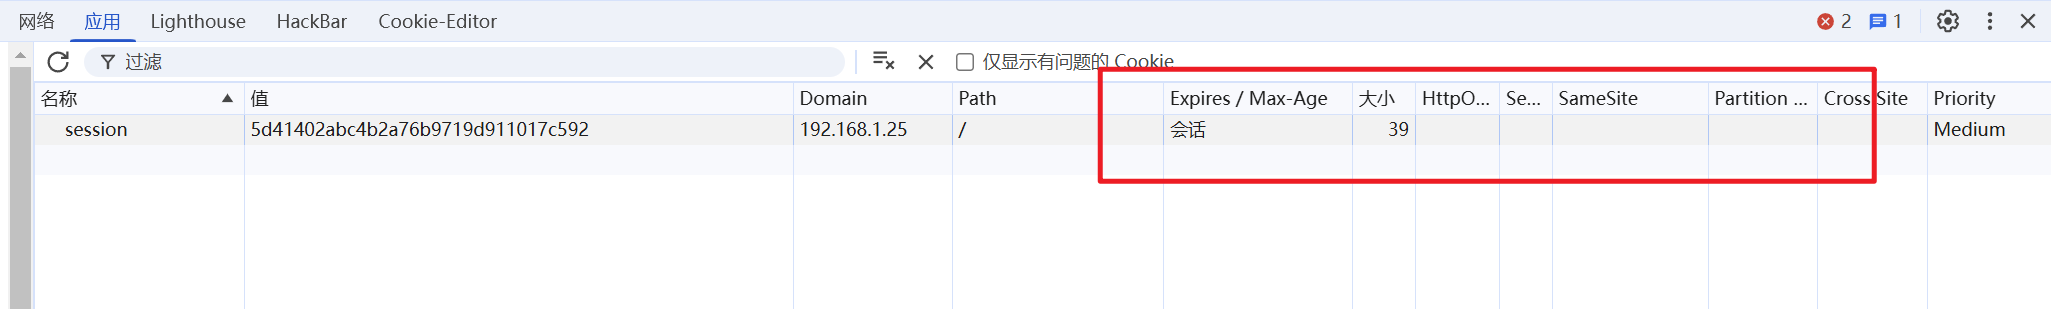 网络 应用 Lighthouse HackBar Cookie-Editor 2 1
过滤 仅显示有问题的 Cookie
名称 值 Domain Path Expires / Max-Age 大小 HttpO... Se... SameSite Partition ... Cross Site Priority
session 5d41402abc4b2a76b9719d911017c592 192.168.1.25 / 会话 39 Medium